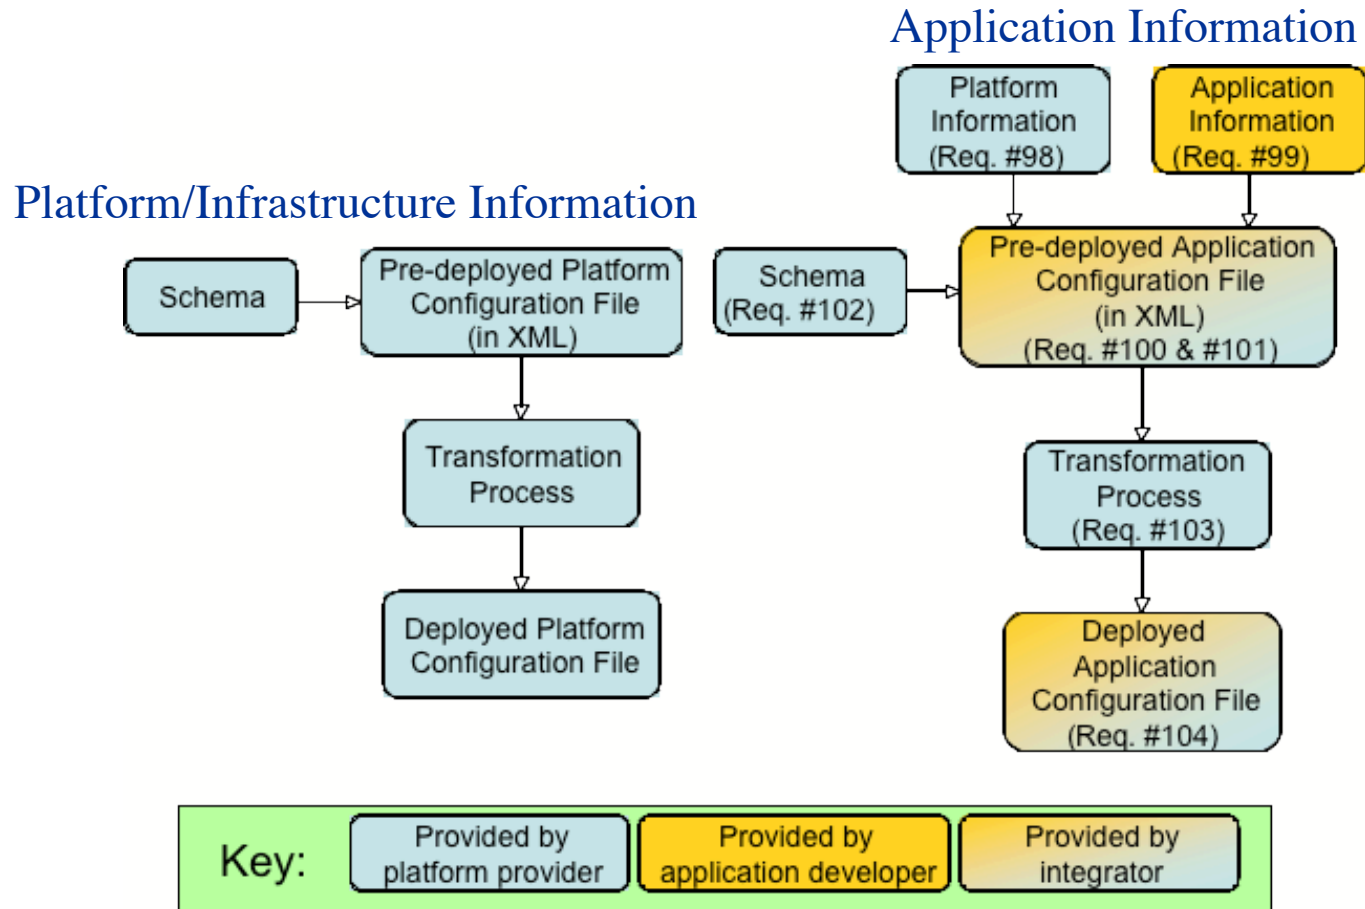 Application Information
Platform
Information
(Req. #98)
Application
Information
(Req. #99)
Platform/Infrastructure Information
Schema
Pre-deployed Platform
Configuration File
(in XML)
Schema
(Req. #102)
Pre-deployed Application
Configuration File
(in XML)
(Req. #100 & #101)
Transformation
Process
Transformation
Process
(Req. #103)
Deployed Platform
Configuration File
Deployed
Application
Configuration File
(Req. #104)
Key:
Provided by
platform provider
Provided by
application developer
Provided by
integrator